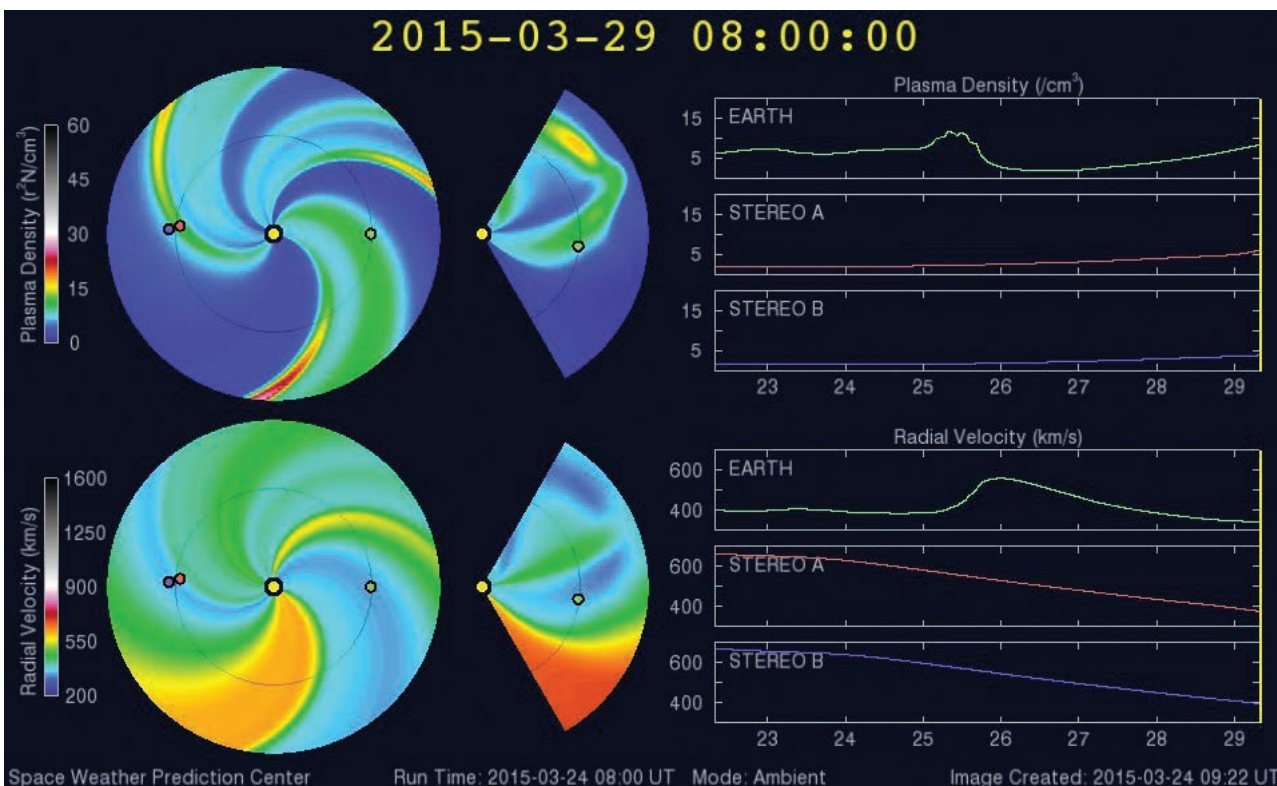 2015-03-29 08:00:00
Plasma Density (r²N/cm³)
60
45
30
15
0
Plasma Density (/cm³)
EARTH
15
5
STEREO A
15
5
STEREO B
15
5
23 24 25 26 27 28 29
Radial Velocity (km/s)
1600
1250
900
550
200
Radial Velocity (km/s)
EARTH
600
400
STEREO A
600
400
STEREO B
600
400
23 24 25 26 27 28 29
Space Weather Prediction Center Run Time: 2015-03-24 08:00 UT Mode: Ambient Image Created: 2015-03-24 09:22 UT